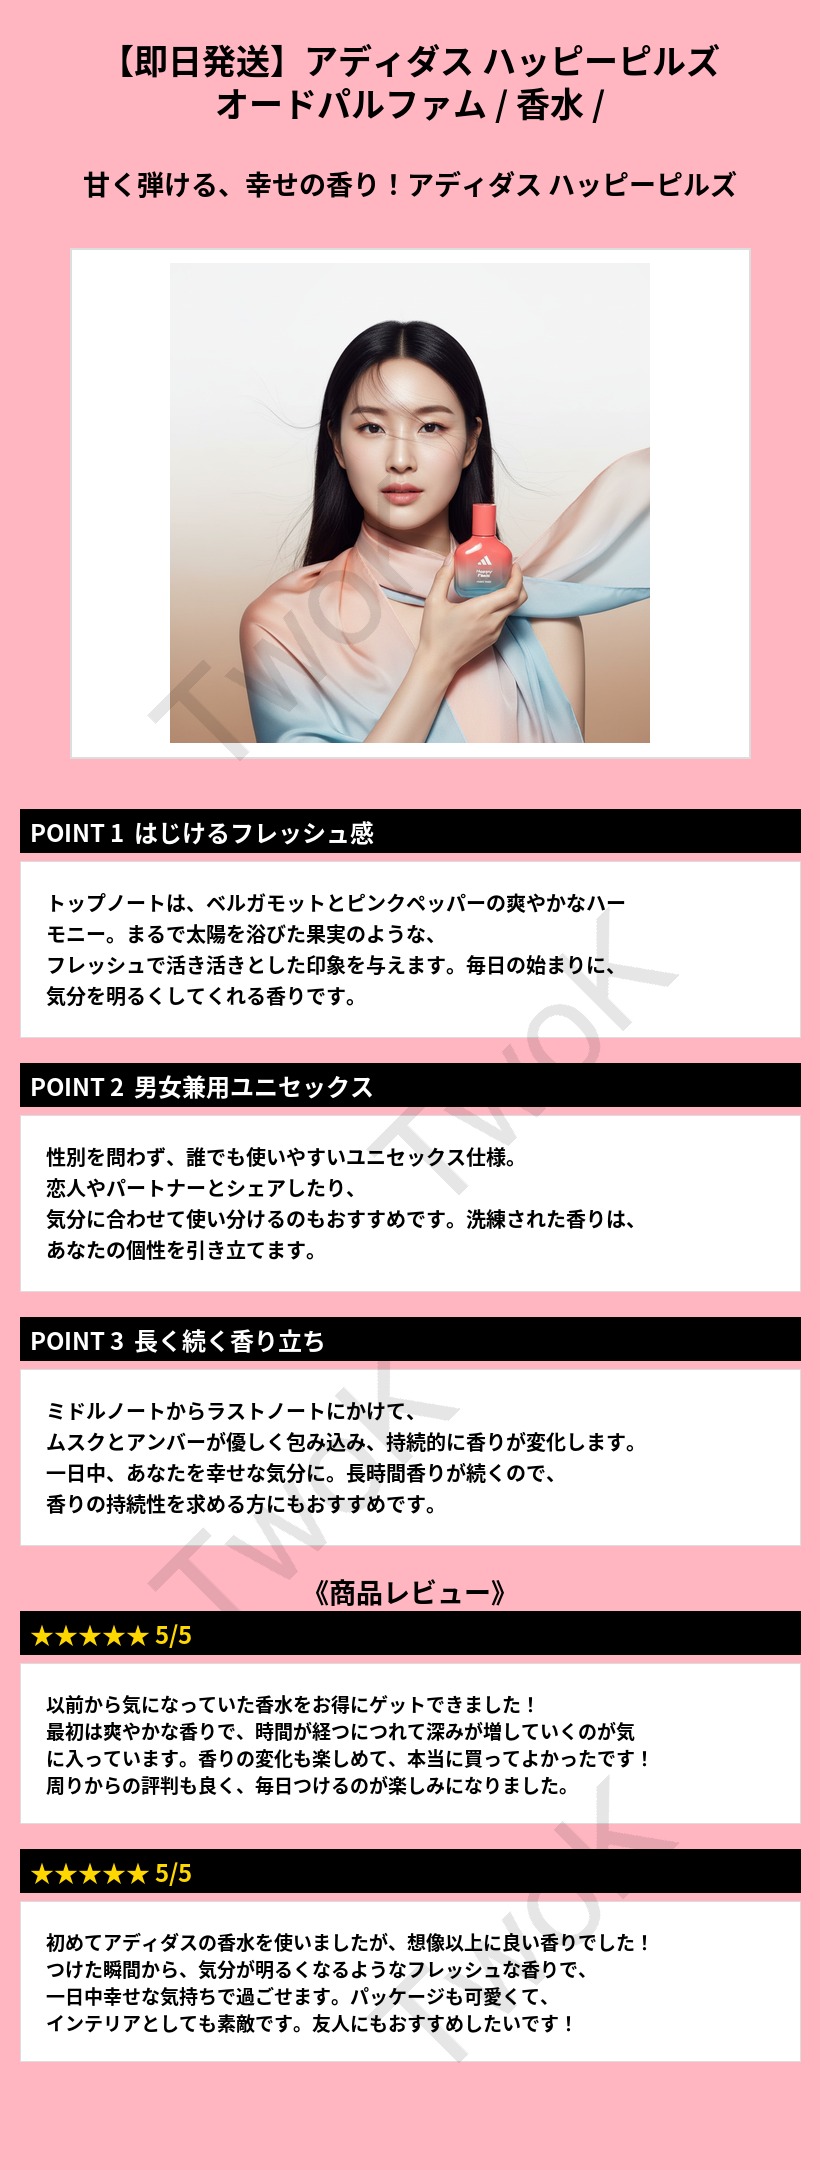 【即日発送】アディダス ハッピーピルズ
オードパルファム / 香水 /
甘く弾ける、幸せの香り！アディダス ハッピーピルズ
Happy
POINT 1 はじけるフレッシュ感
トップノートは、ベルガモットとピンクペッパーの爽やかなハー
モニー。まるで太陽を浴びた果実のような、
フレッシュで活き活きとした印象を与えます。毎日の始まりに、
気分を明るくしてくれる香りです。
POINT 2 男女兼用ユニセックス
性別を問わず、誰でも使いやすいユニセックス仕様。
恋人やパートナーとシェアしたり、
気分に合わせて使い分けるのもおすすめです。洗練された香りは、
あなたの個性を引き立てます。
POINT 3 長く続く香り立ち
ミドルノートからラストノートにかけて、
ムスクとアンバーが優しく包み込み、持続的に香りが変化します。
一日中、あなたを幸せな気分に。長時間香りが続くので、
香りの持続性を求める方にもおすすめです。
《商品レビュー》
★★★★★ 5/5
以前から気になっていた香水をお得にゲットできました！
最初は爽やかな香りで、時間が経つにつれて深みが増していくのが気
に入っています。香りの変化も楽しめて、本当に買ってよかったです！
周りからの評判も良く、毎日つけるのが楽しみになりました。
★★★★★ 5/5
初めてアディダスの香水を使いましたが、想像以上に良い香りでした！
つけた瞬間から、気分が明るくなるようなフレッシュな香りで、
一日中幸せな気持ちで過ごせます。パッケージも可愛くて、
インテリアとしても素敵です。友人にもおすすめしたいです！
TwoK
TwoK
TwoK
TwoK